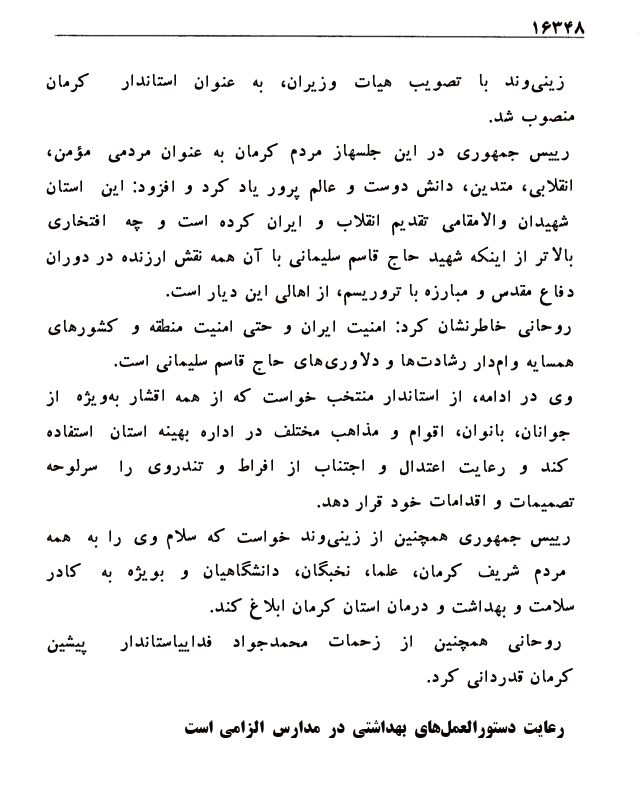 ۱۶۳۴۸
زینی‌وند با تصویب هیات وزیران، به عنوان استاندار کرمان
منصوب شد.
رییس جمهوری در این جلسهاز مردم کرمان به عنوان مردمی مؤمن،
انقلابی، متدین، دانش دوست و عالم پرور یاد کرد و افزود: این استان
شهیدان والامقامی تقدیم انقلاب و ایران کرده است و چه افتخاری
بالاتر از اینکه شهید حاج قاسم سلیمانی با آن همه نقش ارزنده در دوران
دفاع مقدس و مبارزه با تروریسم، از اهالی این دیار است.
روحانی خاطرنشان کرد: امنیت ایران و حتی امنیت منطقه و کشورهای
همسایه وام‌دار رشادت‌ها و دلاوری‌های حاج قاسم سلیمانی است.
وی در ادامه، از استاندار منتخب خواست که از همه اقشار به‌ویژه از
جوانان، بانوان، اقوام و مذاهب مختلف در اداره بهینه استان استفاده
کند و رعایت اعتدال و اجتناب از افراط و تندروی را سرلوحه
تصمیمات و اقدامات خود قرار دهد.
رییس جمهوری همچنین از زینی‌وند خواست که سلام وی را به همه
مردم شریف کرمان، علما، نخبگان، دانشگاهیان و بویژه به کادر
سلامت و بهداشت و درمان استان کرمان ابلاغ کند.
روحانی همچنین از زحمات محمدجواد فداییاستاندار پیشین
کرمان قدردانی کرد.
رعایت دستورالعمل‌های بهداشتی در مدارس الزامی است